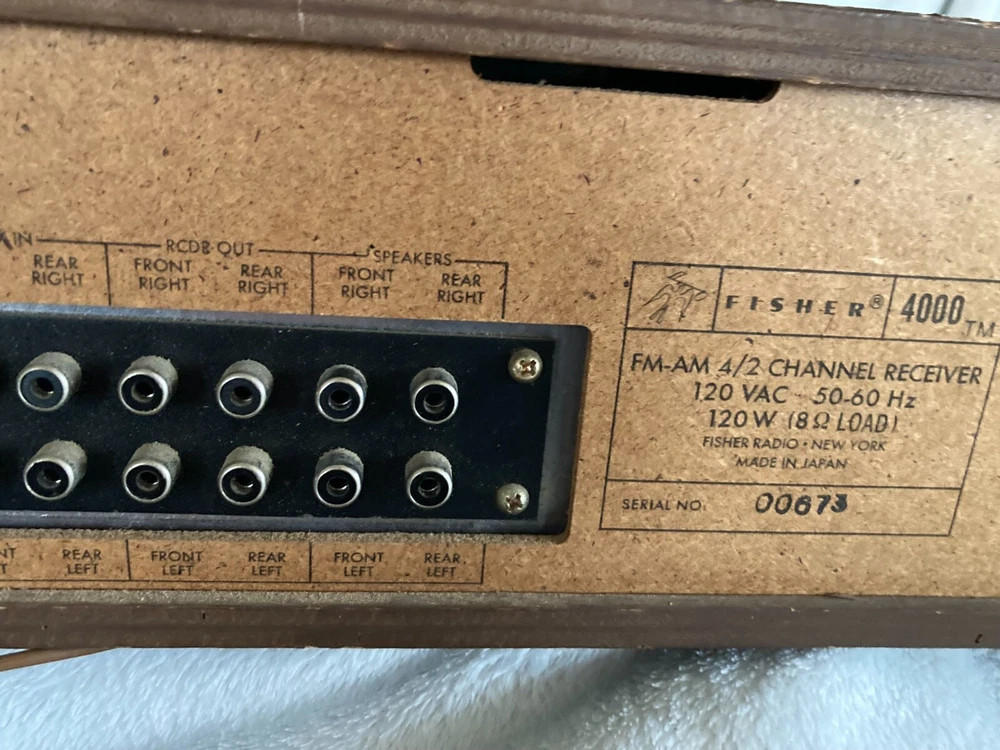 IN
RCDR OUT
SPEAKERS
REAR RIGHT
FRONT RIGHT
REAR RIGHT
FRONT RIGHT
REAR RIGHT
REAR LEFT
FRONT LEFT
REAR LEFT
FRONT LEFT
REAR LEFT
FISHER® 4000 TM
FM-AM 4/2 CHANNEL RECEIVER
120 VAC 50-60 Hz
120 W (8Ω LOAD)
FISHER RADIO • NEW YORK
MADE IN JAPAN
SERIAL NO. 00673